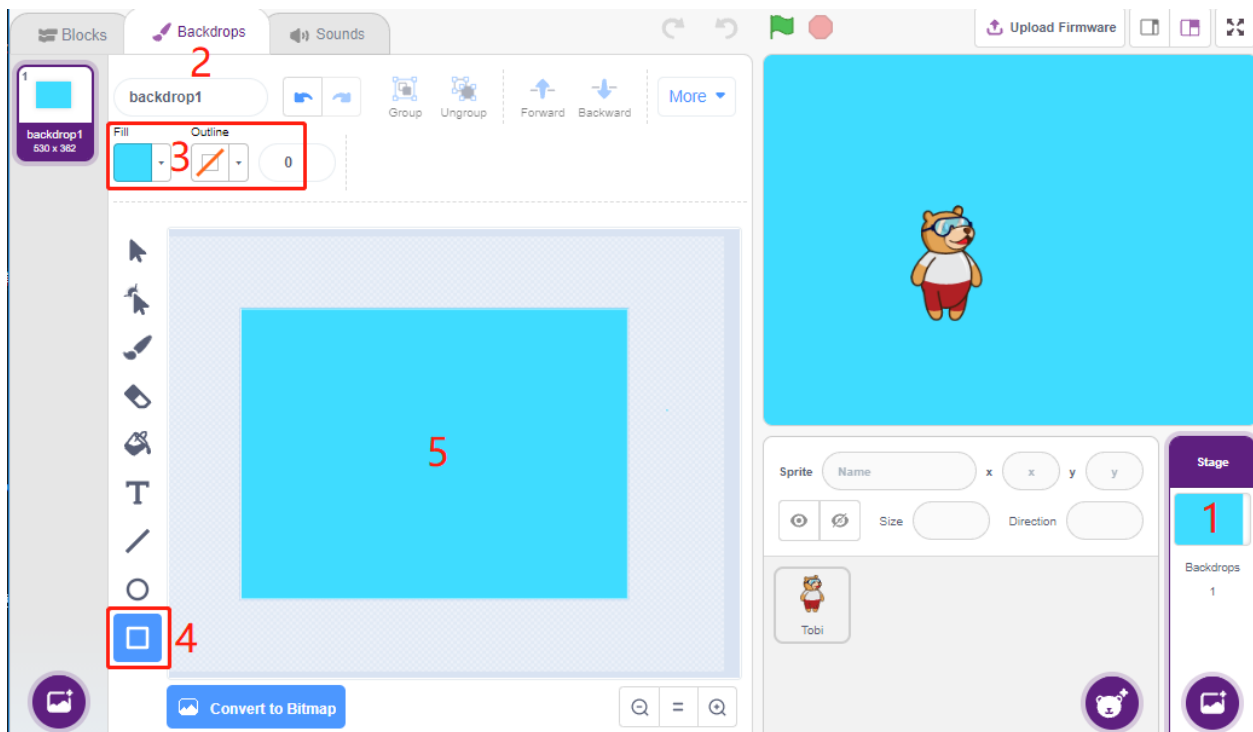 Blocks
Backdrops
Sounds
Upload Firmware
2
1
backdrop1
530 x 362
backdrop1
Group
Ungroup
Forward
Backward
More
Fill
Outline
3
0
5
4
Convert to Bitmap
=
Sprite
Name
x
x
y
y
Size
Direction
Tobi
Stage
1
Backdrops
1
T